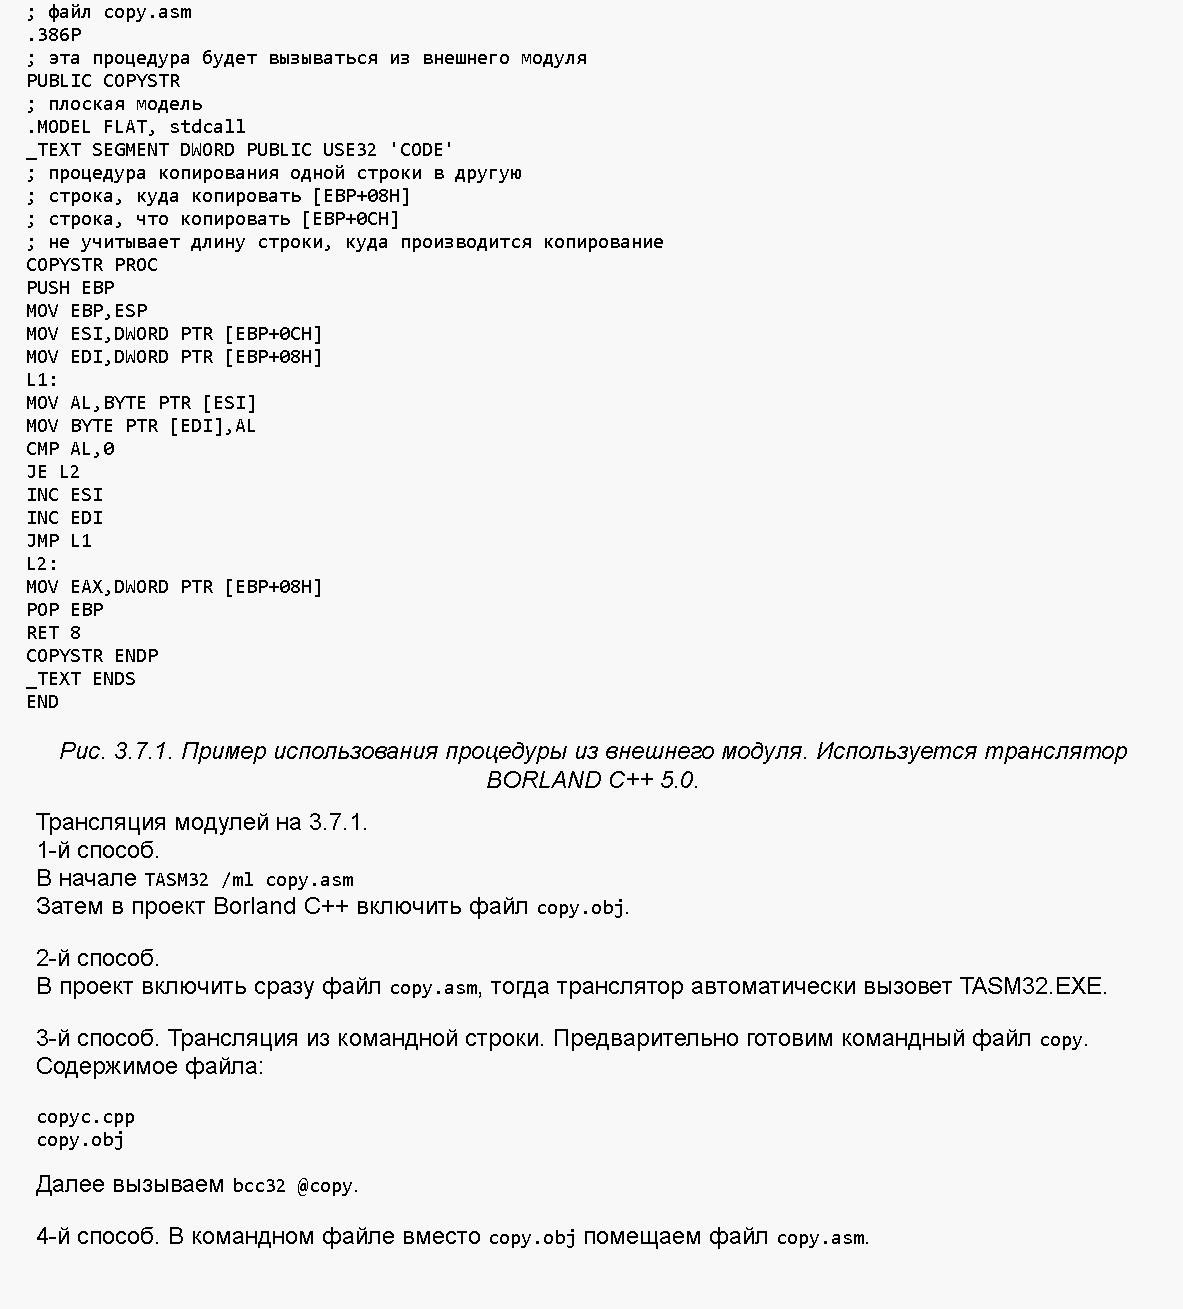 ; файл copy.asm
.386P
; эта процедура будет вызываться из внешнего модуля
PUBLIC COPYSTR
; плоская модель
.MODEL FLAT, stdcall
_TEXT SEGMENT DWORD PUBLIC USE32 'CODE'
; процедура копирования одной строки в другую
; строка, куда копировать [EBP+08H]
; строка, что копировать [EBP+0CH]
; не учитывает длину строки, куда производится копирование
COPYSTR PROC
PUSH EBP
MOV EBP,ESP
MOV ESI,DWORD PTR [EBP+0CH]
MOV EDI,DWORD PTR [EBP+08H]
L1:
MOV AL,BYTE PTR [ESI]
MOV BYTE PTR [EDI],AL
CMP AL,0
JE L2
INC ESI
INC EDI
JMP L1
L2:
MOV EAX,DWORD PTR [EBP+08H]
POP EBP
RET 8
COPYSTR ENDP
_TEXT ENDS
END
Рис. 3.7.1. Пример использования процедуры из внешнего модуля. Используется транслятор
BORLAND C++ 5.0.
Трансляция модулей на 3.7.1.
1-й способ.
В начале TASM32 /ml copy.asm
Затем в проект Borland C++ включить файл copy.obj.
2-й способ.
В проект включить сразу файл copy.asm, тогда транслятор автоматически вызовет TASM32.EXE.
3-й способ. Трансляция из командной строки. Предварительно готовим командный файл copy.
Содержимое файла:
copyc.cpp
copy.obj
Далее вызываем bcc32 @copy.
4-й способ. В командном файле вместо copy.obj помещаем файл copy.asm.